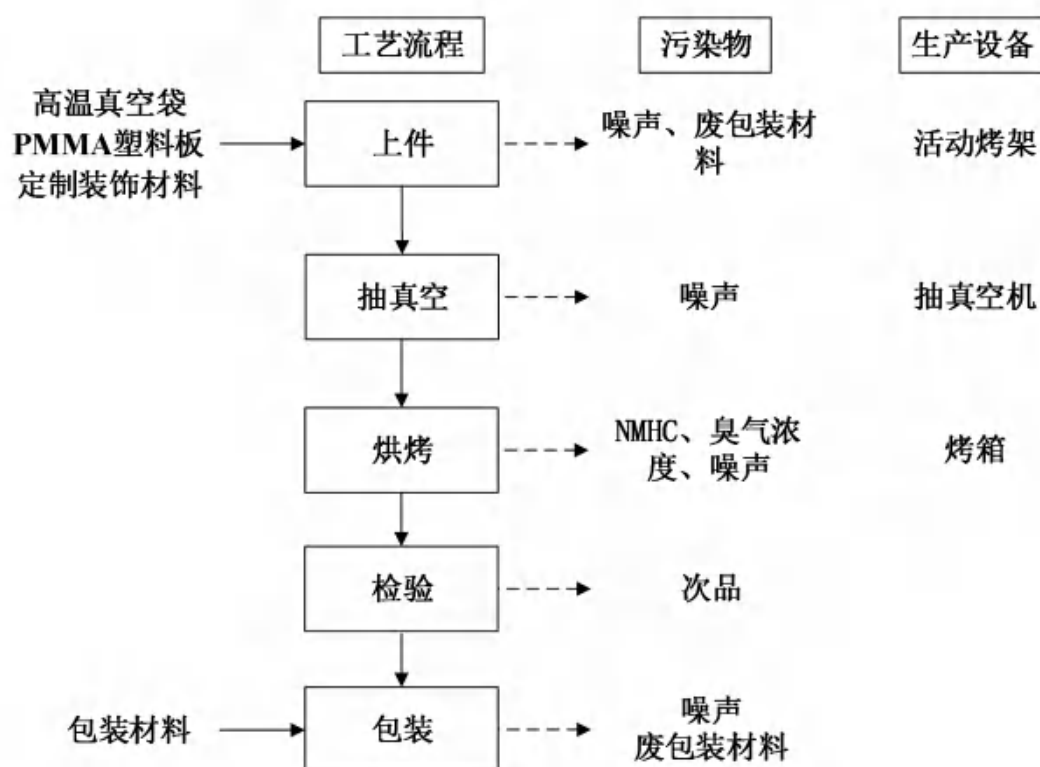 工艺流程 污染物 生产设备
高温真空袋
PMMA塑料板
定制装饰材料
上件
噪声、废包装材
料
活动烤架
抽真空
噪声
抽真空机
烘烤
NMHC、臭气浓
度、噪声
烤箱
检验
次品
包装材料
包装
噪声
废包装材料